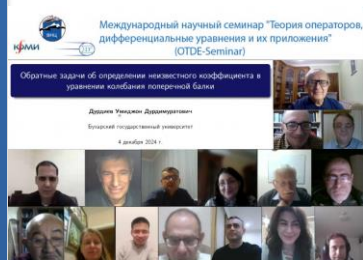 Международный научный семинар "Теория операторов,
дифференциальные уравнения и их приложения"
(OTDE-Seminar)
Обратные задачи об определении неизвестного коэффициента в
уравнении колебания поперечной балки
Дурдиев Умиджон Дурдимуратович
Бухарский государственный университет
4 декабря 2024 г.